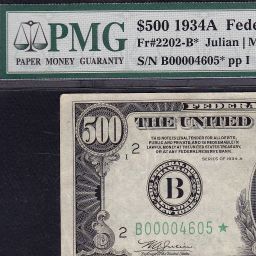 PMG
PAPER MONEY GUARANTY
$500 1934A Fede
Fr#2202-B* Julian | M
S/N B00004605* pp I
FEDERA
500
THE UNITED
THIS NOTE IS LEGAL TENDER FOR ALL DEBTS,
PUBLIC AND PRIVATE AND IS REDEEMABLE IN
LAWFUL MONEY AT THE UNITED STATES TREASURY,
OR AT ANY FEDERAL RESERVE BANK
SERIES OF 1934 A
2
B
B00004605 *
2